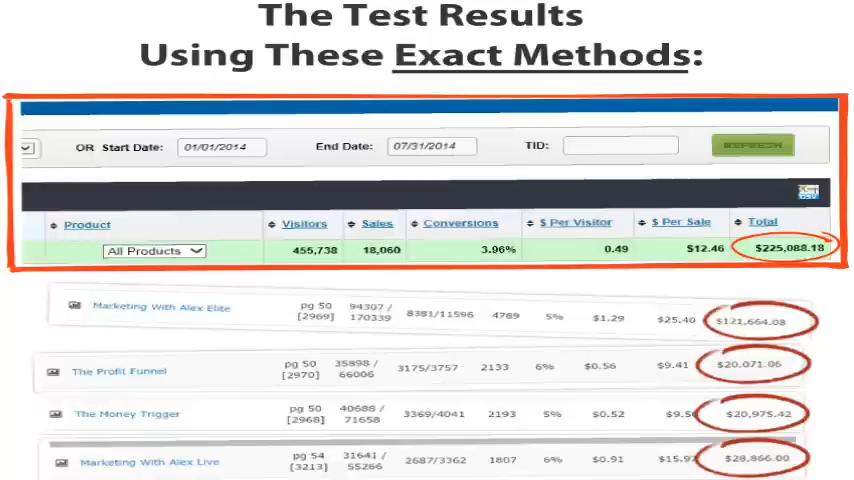 The Test Results
Using These Exact Methods:
OR Start Date: 01/01/2014 End Date: 07/31/2014 TID: REFRESH
Product Visitors Sales Conversions $ Per Visitor $ Per Sale Total
All Products 455,738 18,060 3.96% 0.49 $12.46 $225,088.18
Marketing With Alex Elite pg 50 [2969] 94307 / 170339 8381/11596 4789 5% $1.29 $25.40 $121,664.08
The Profit Funnel pg 50 [2970] 35898 / 66006 3175/3757 2133 6% $0.56 $9.41 $20,071.06
The Money Trigger pg 50 [2968] 40688 / 71658 3369/4041 2193 5% $0.52 $20,975.42
Marketing With Alex Live pg 54 [3213] 31641 / 55266 2687/3362 1807 6% $0.91 $28,866.00